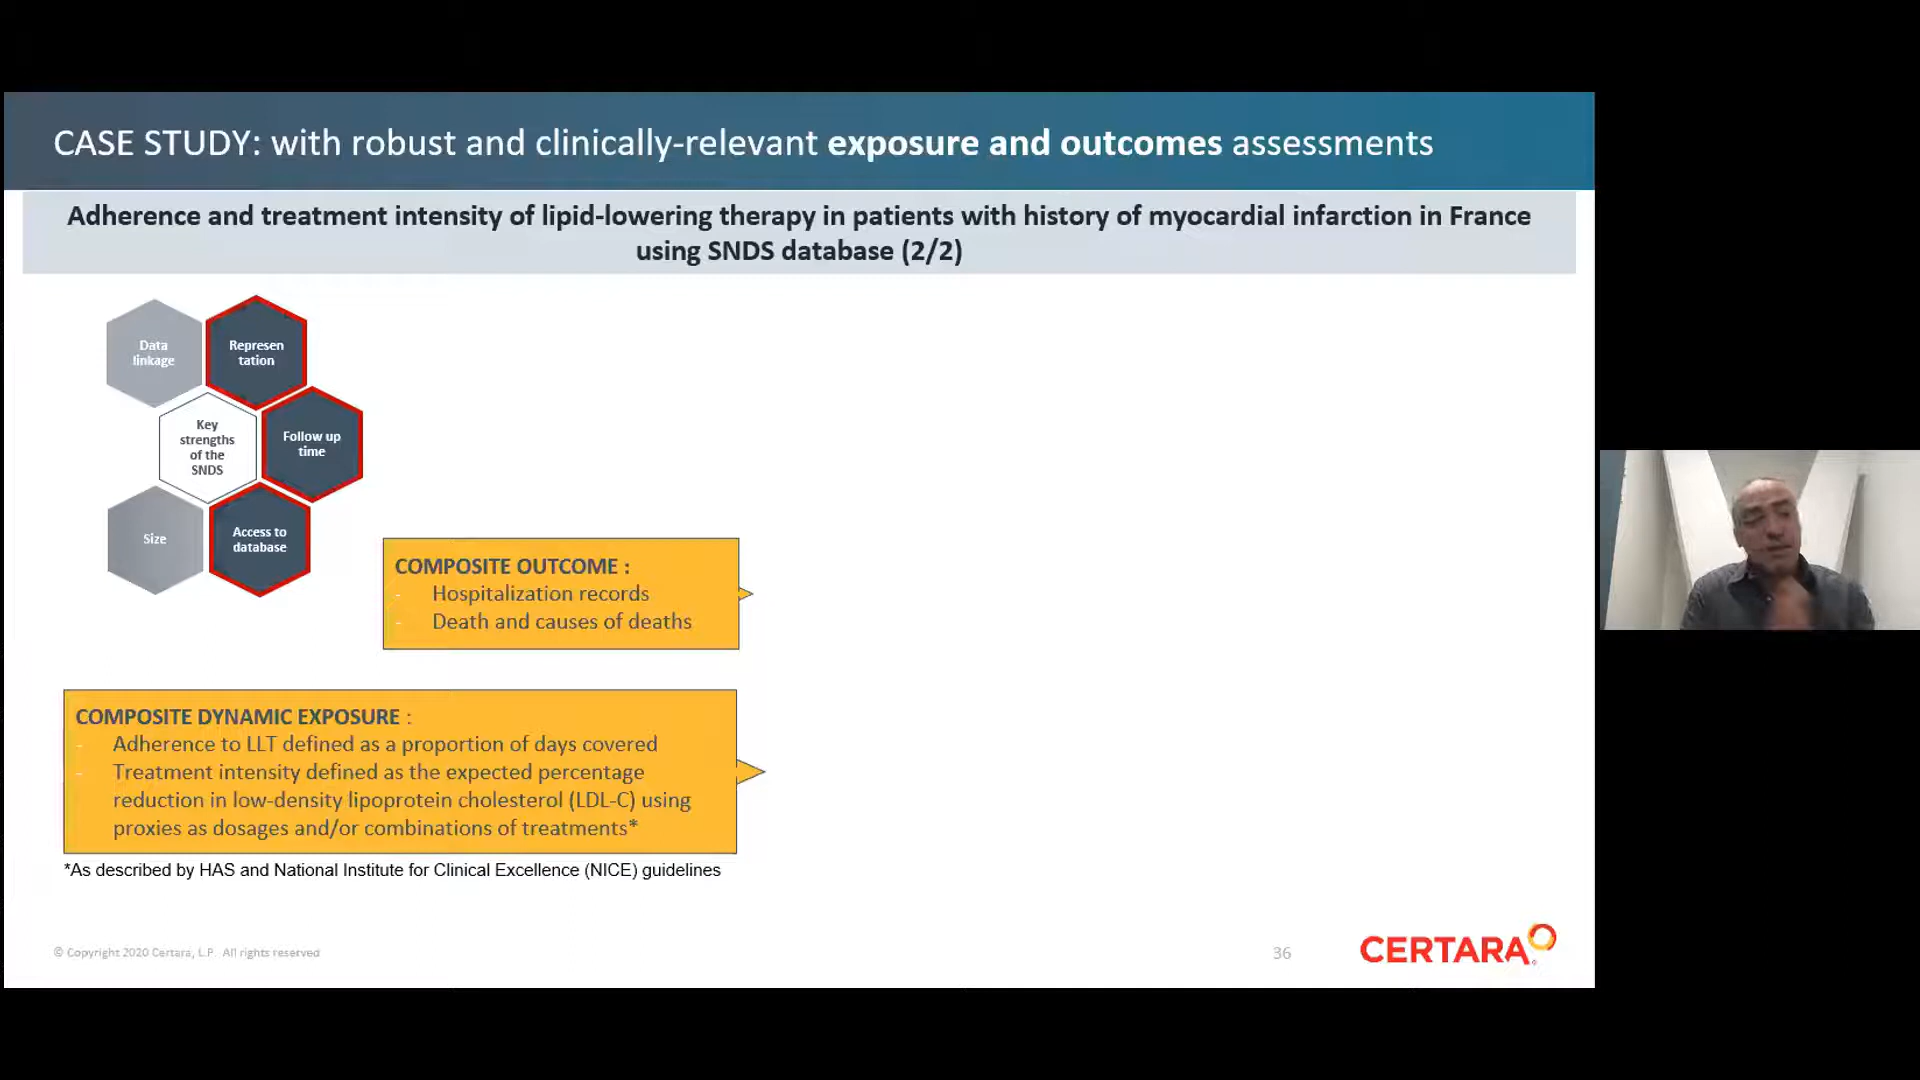 CASE STUDY: with robust and clinically-relevant exposure and outcomes assessments
Adherence and treatment intensity of lipid-lowering therapy in patients with history of myocardial infarction in France
using SNDS database (2/2)
Data
linkage
Represen
tation
Key
strengths
of the
SNDS
Follow up
time
Size
Access to
database
COMPOSITE OUTCOME :
- Hospitalization records
- Death and causes of deaths
COMPOSITE DYNAMIC EXPOSURE :
- Adherence to LLT defined as a proportion of days covered
- Treatment intensity defined as the expected percentage
reduction in low-density lipoprotein cholesterol (LDL-C) using
proxies as dosages and/or combinations of treatments*
*As described by HAS and National Institute for Clinical Excellence (NICE) guidelines
© Copyright 2020 Certara, L.P. All rights reserved
36
CERTARA